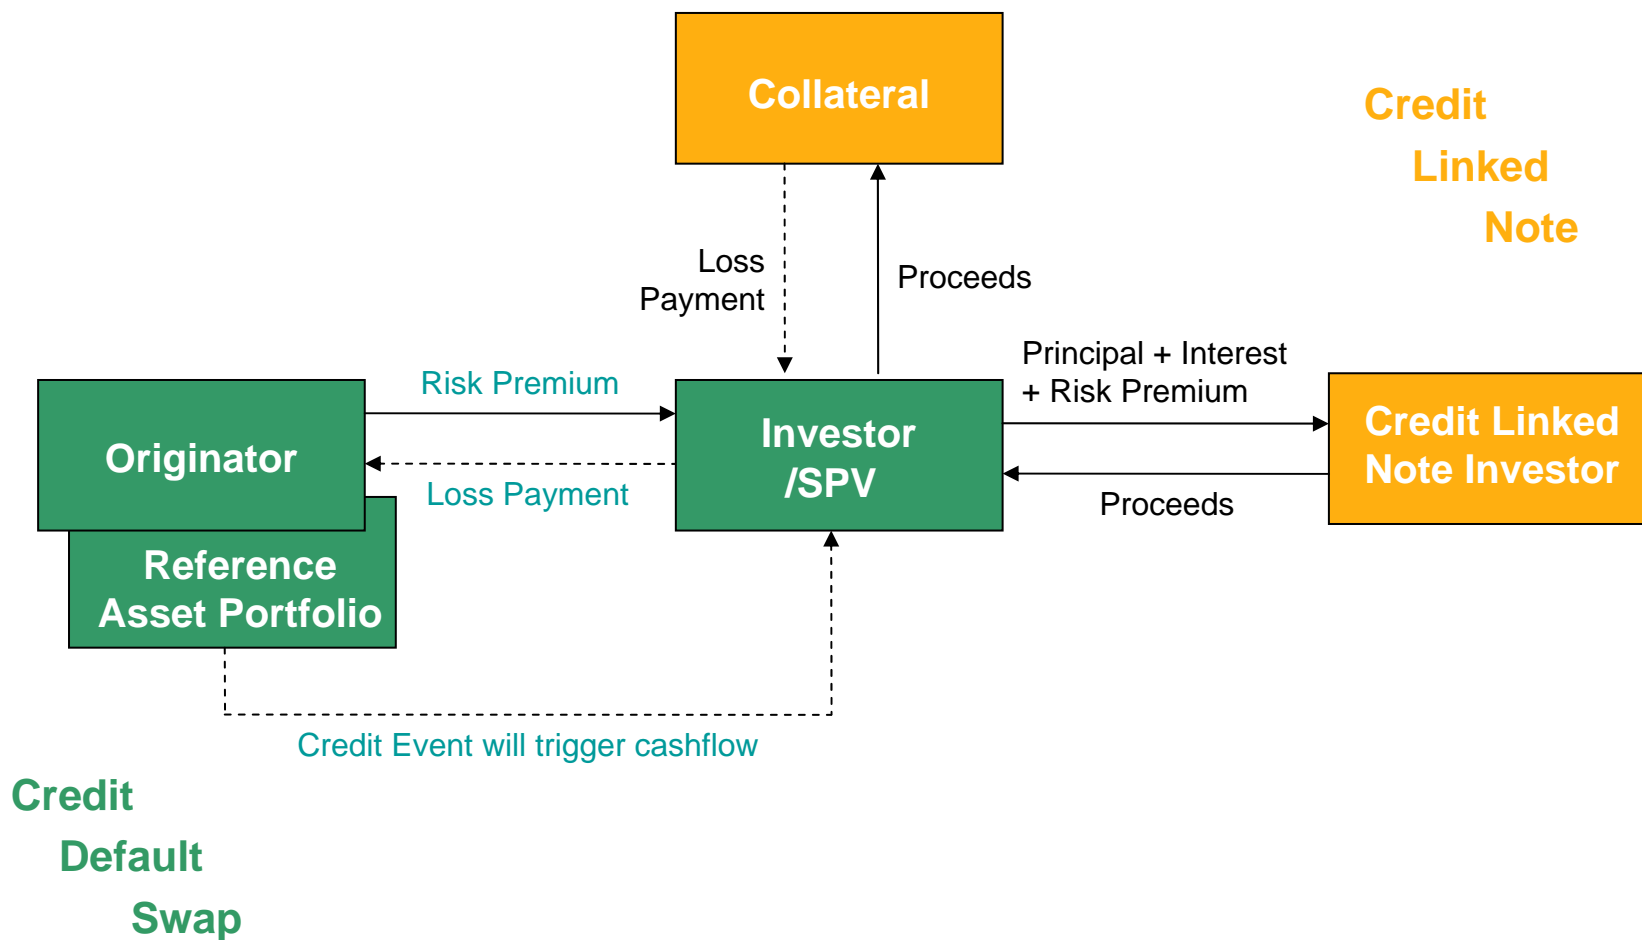 Collateral
Credit
Linked
Note
Loss
Payment
Proceeds
Principal + Interest
+ Risk Premium
Risk Premium
Originator
Investor
/SPV
Credit Linked
Note Investor
Loss Payment
Proceeds
Reference
Asset Portfolio
Credit Event will trigger cashflow
Credit
Default
Swap